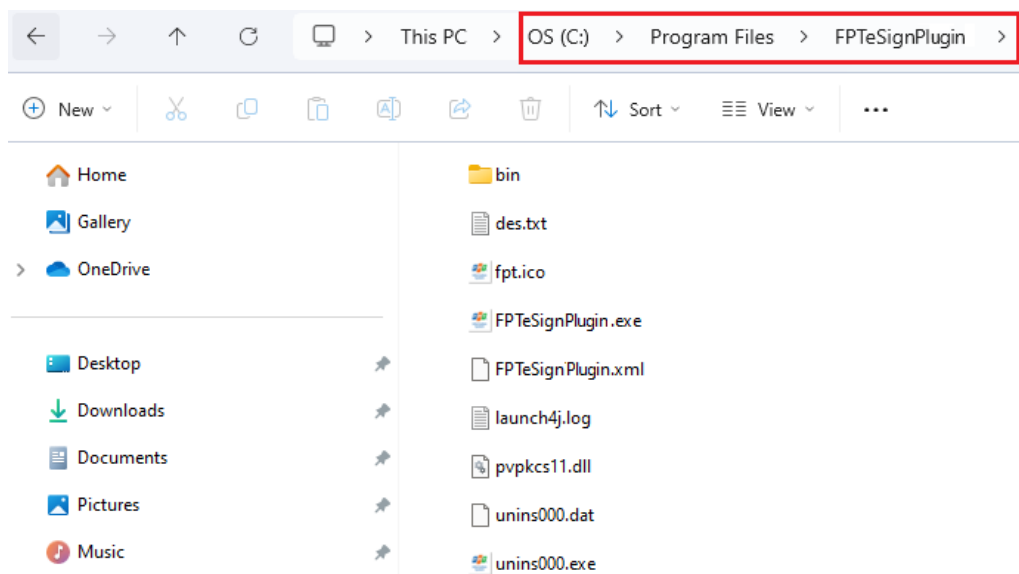 This PC > OS (C:) > Program Files > FPTeSignPlugin >
New Sort View ...
Home
Gallery
> OneDrive
Desktop
Downloads
Documents
Pictures
Music
bin
des.txt
fpt.ico
FPTeSignPlugin.exe
FPTeSignPlugin.xml
launch4j.log
pvpkcs11.dll
unins000.dat
unins000.exe